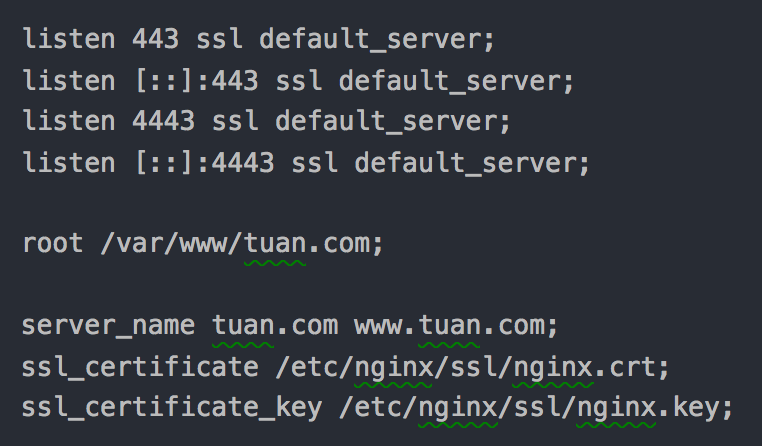 listen 443 ssl default_server;
listen [::]:443 ssl default_server;
listen 4443 ssl default_server;
listen [::]:4443 ssl default_server;
root /var/www/tuan.com;
server_name tuan.com www.tuan.com;
ssl_certificate /etc/nginx/ssl/nginx.crt;
ssl_certificate_key /etc/nginx/ssl/nginx.key;